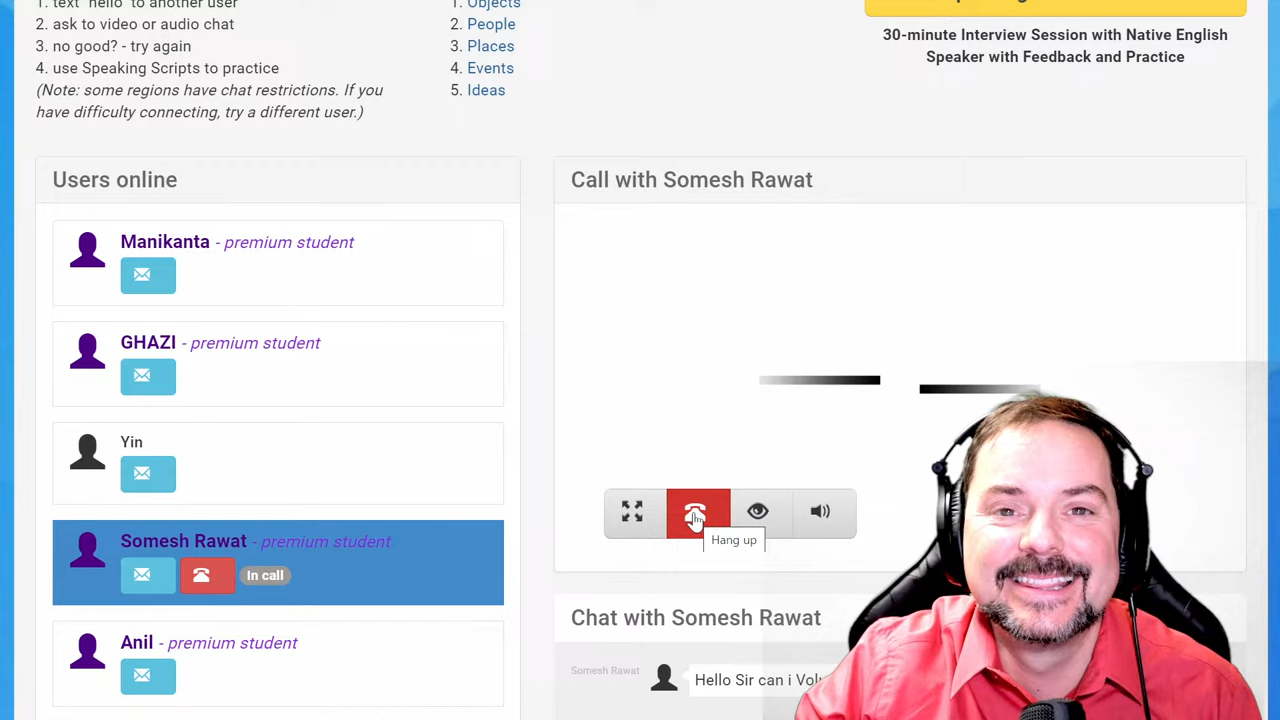 1. text "hello" to another user
2. ask to video or audio chat
3. no good? - try again
4. use Speaking Scripts to practice
(Note: some regions have chat restrictions. If you
have difficulty connecting, try a different user.)
1. Objects
2. People
3. Places
4. Events
5. Ideas
30-minute Interview Session with Native English
Speaker with Feedback and Practice
Users online
Manikanta - premium student
GHAZI - premium student
Yin
Somesh Rawat - premium student
In call
Anil - premium student
Call with Somesh Rawat
Hang up
Chat with Somesh Rawat
Somesh Rawat
Hello Sir can i